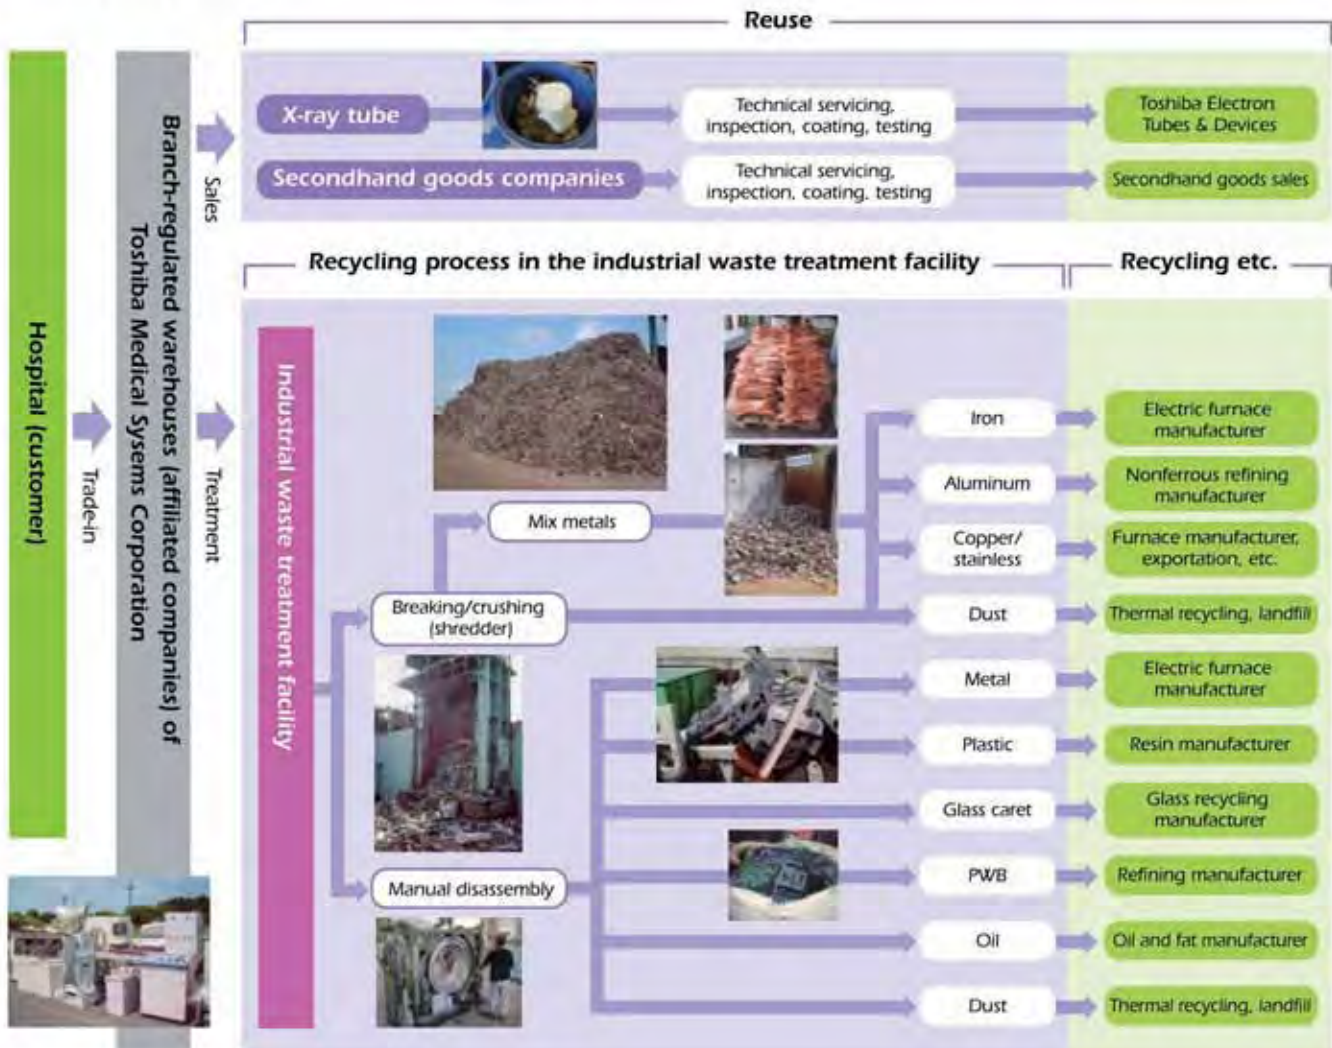 Reuse
Hospital (customer)
Trade-in
Branch-regulated warehouses (affiliated companies) of
Toshiba Medical Sysems Corporation
Sales
Treatment
X-ray tube
Technical servicing,
inspection, coating, testing
Toshiba Electron
Tubes & Devices
Secondhand goods companies
Technical servicing,
inspection, coating, testing
Secondhand goods sales
Recycling process in the industrial waste treatment facility
Recycling etc.
Industrial waste treatment facility
Mix metals
Breaking/crushing
(shredder)
Manual disassembly
Iron
Electric furnace
manufacturer
Aluminum
Nonferrous refining
manufacturer
Copper/
stainless
Furnace manufacturer,
exportation, etc.
Dust
Thermal recycling, landfill
Metal
Electric furnace
manufacturer
Plastic
Resin manufacturer
Glass caret
Glass recycling
manufacturer
PWB
Refining manufacturer
Oil
Oil and fat manufacturer
Dust
Thermal recycling, landfill